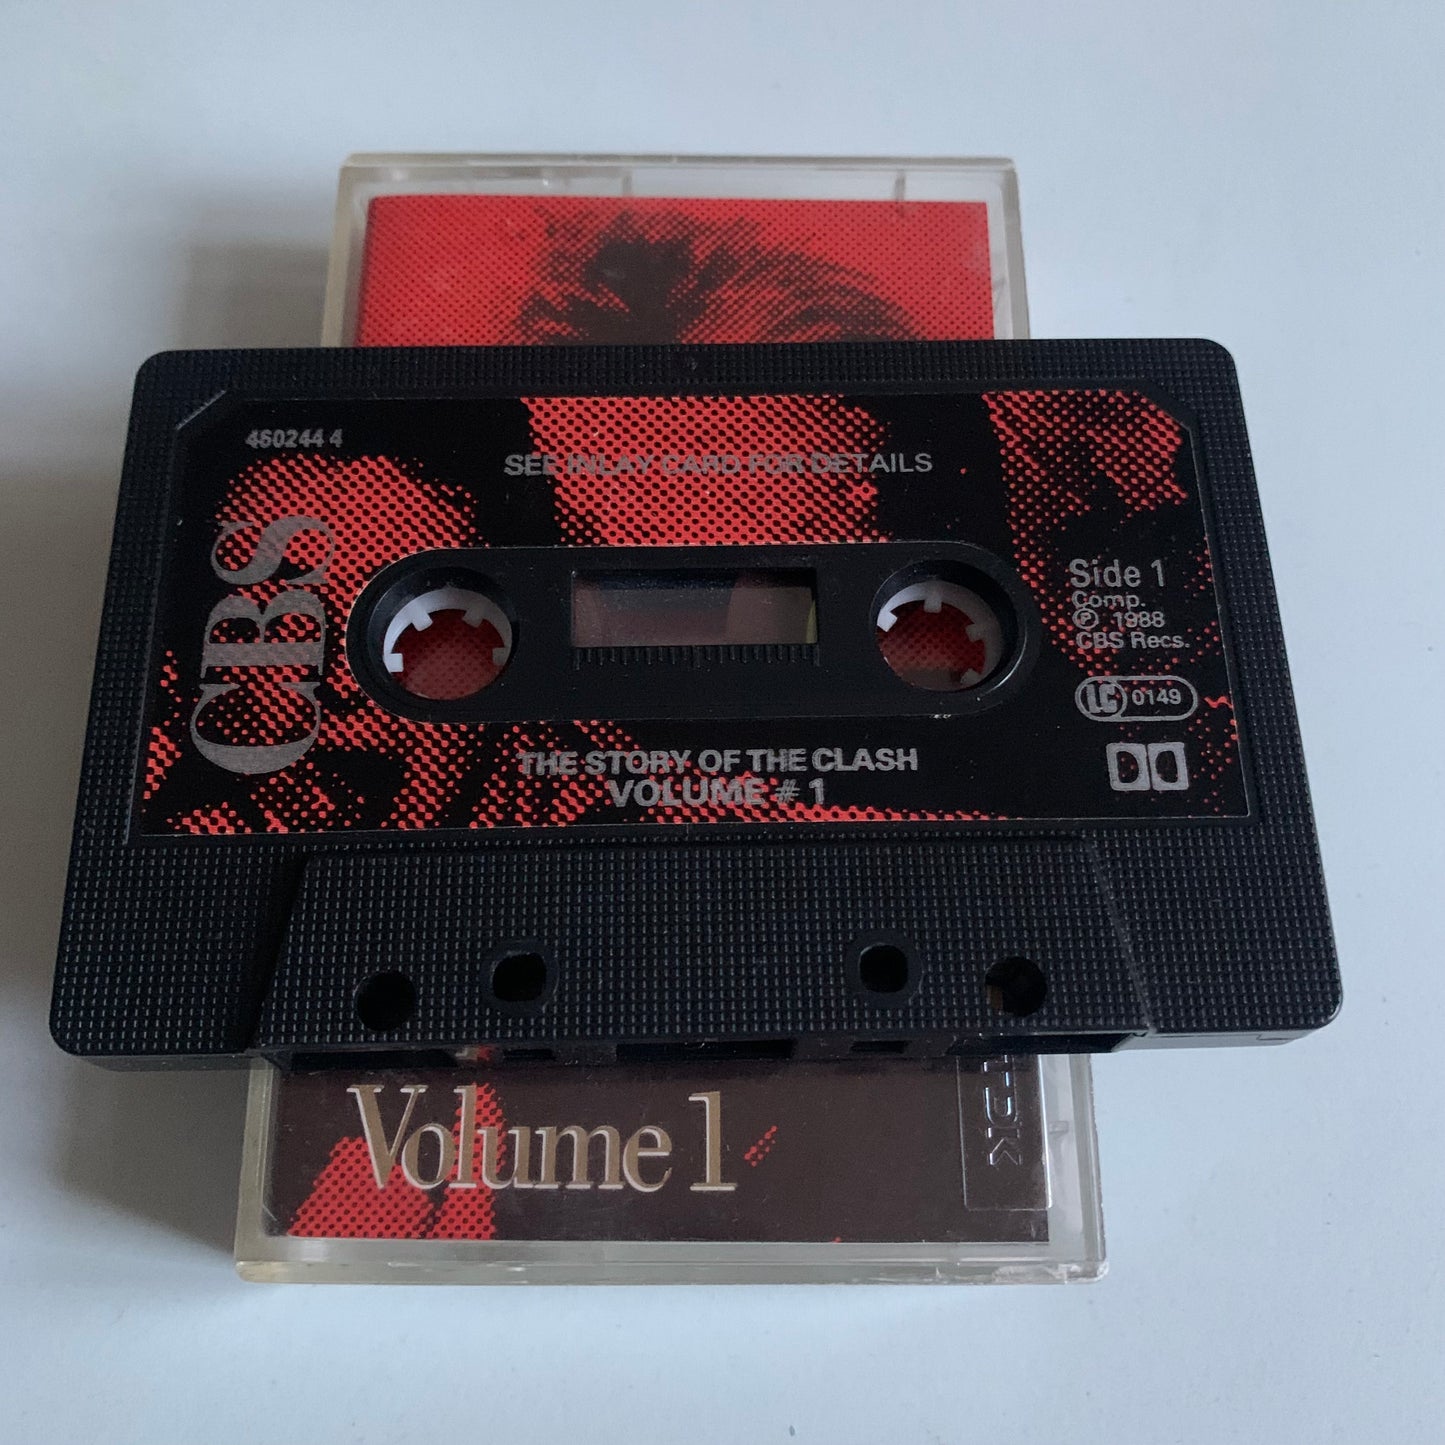 460244 4
SEE INLAY CARD FOR DETAILS
CBS
Side 1
Comp.
℗ 1988
CBS Recs.
LC 0149
THE STORY OF THE CLASH
VOLUME # 1
Volume 1
TDK